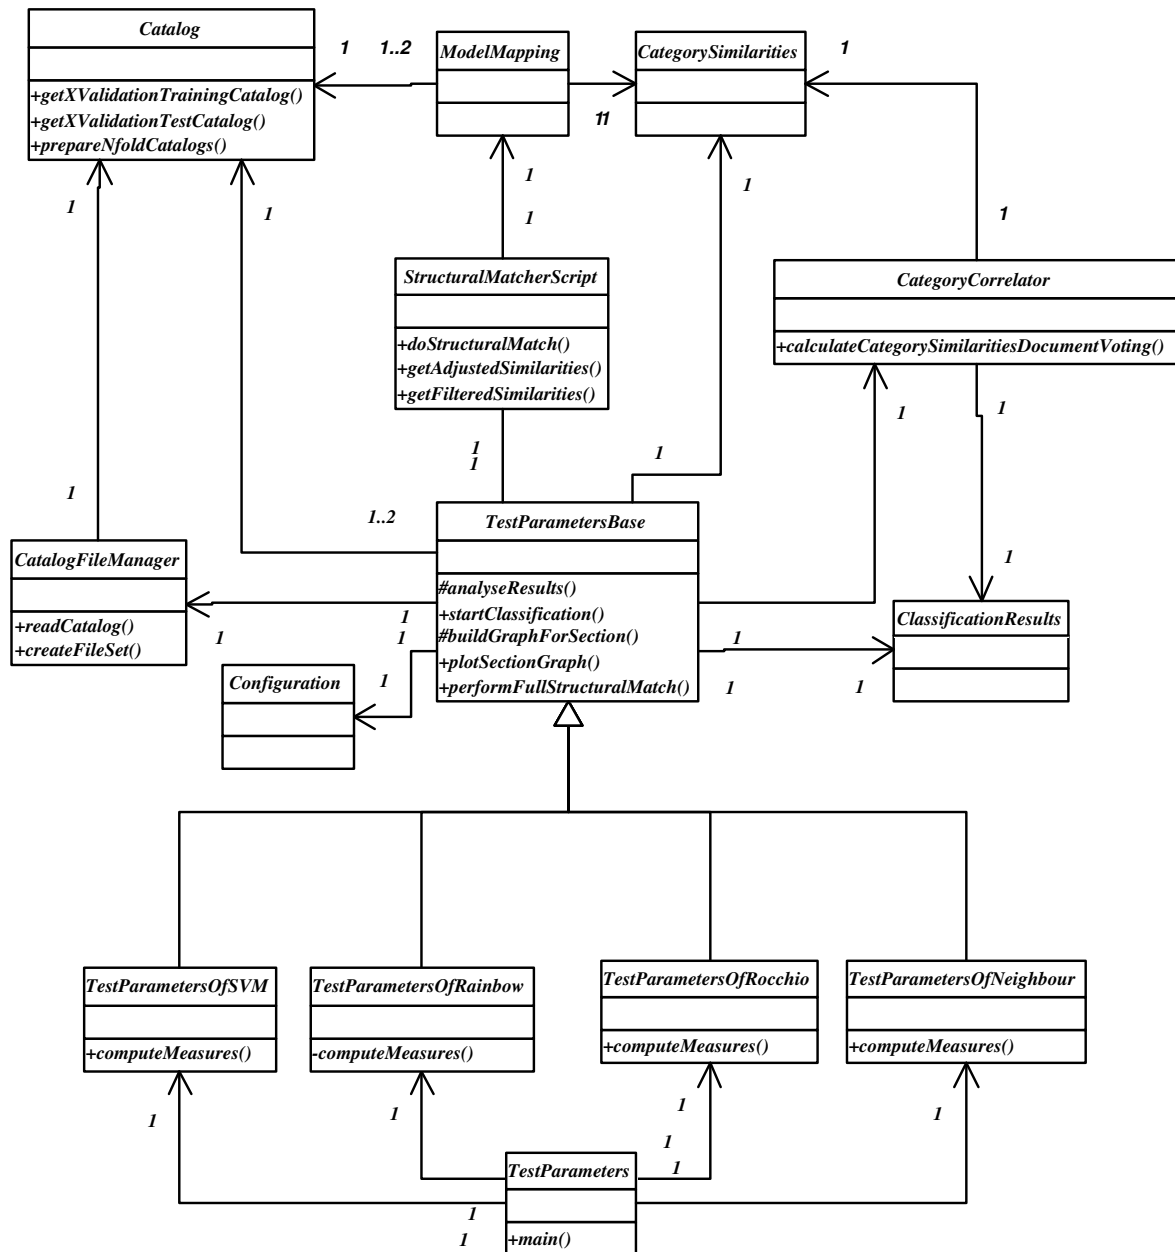 Catalog
+getXValidationTrainingCatalog()
+getXValidationTestCatalog()
+prepareNfoldCatalogs()
1
1..2
ModelMapping
11
CategorySimilarities
1
1
1
1
1
1
1
StructuralMatcherScript
+doStructuralMatch()
+getAdjustedSimilarities()
+getFilteredSimilarities()
CategoryCorrelator
+calculateCategorySimilaritiesDocumentVoting()
1
1
1
1
1
1
1..2
TestParametersBase
#analyseResults()
+startClassification()
#buildGraphForSection()
+plotSectionGraph()
+performFullStructuralMatch()
CatalogFileManager
+readCatalog()
+createFileSet()
1
1
1
1
Configuration
1
1
1
1
ClassificationResults
TestParametersOfSVM
+computeMeasures()
TestParametersOfRainbow
-computeMeasures()
TestParametersOfRocchio
+computeMeasures()
TestParametersOfNeighbour
+computeMeasures()
1
1
1
1
1
1
TestParameters
+main()
1
1